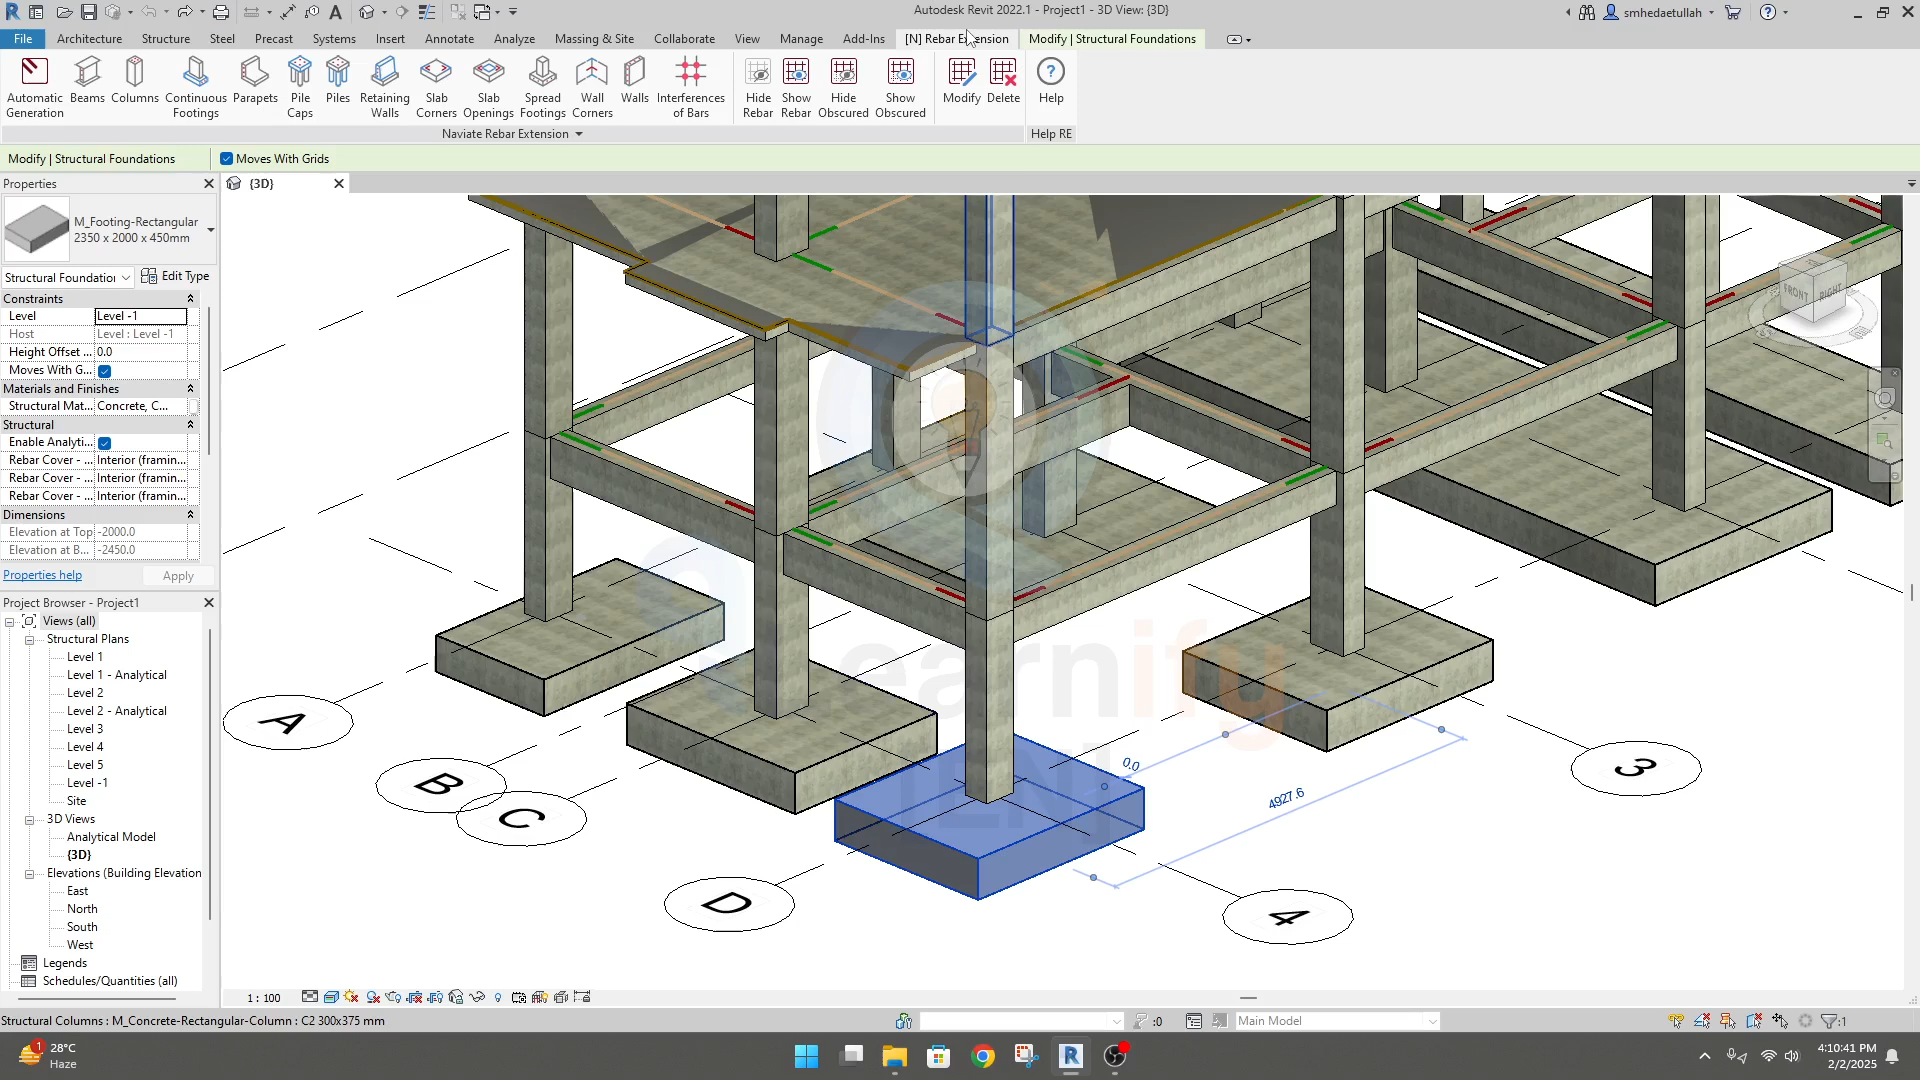 Autodesk Revit 2022.1 - Project1 - 3D View: {3D}
smhedaetullah
File
Architecture
Structure
Steel
Precast
Systems
Insert
Annotate
Analyze
Massing & Site
Collaborate
View
Manage
Add-Ins
[N] Rebar Extension
Modify | Structural Foundations
Automatic Generation
Beams
Columns
Continuous Footings
Parapets
Pile Caps
Piles
Retaining Walls
Slab Corners
Slab Openings
Spread Footings
Wall Corners
Walls
Interferences of Bars
Hide Rebar
Show Rebar
Hide Obscured
Show Obscured
Modify
Delete
Help
Naviate Rebar Extension
Help RE
Modify | Structural Foundations
Moves With Grids
Properties
{3D}
M_Footing-Rectangular
2350 x 2000 x 450mm
Structural Foundation
Edit Type
Constraints
Level Level -1
Host Level : Level -1
Height Offset ... 0.0
Moves With G...
Materials and Finishes
Structural Mat... Concrete, C...
Structural
Enable Analyti...
Rebar Cover - ... Interior (framin...
Rebar Cover - ... Interior (framin...
Rebar Cover - ... Interior (framin...
Dimensions
Elevation at Top -2000.0
Elevation at B... -2450.0
Properties help
Apply
Project Browser - Project1
Views (all)
Structural Plans
Level 1
Level 1 - Analytical
Level 2
Level 2 - Analytical
Level 3
Level 4
Level 5
Level -1
Site
3D Views
Analytical Model
{3D}
Elevations (Building Elevation
East
North
South
West
Legends
Schedules/Quantities (all)
FRONT
RIGHT
A
B
C
D
3
4
0.0
4927.6
earnify
[EN]
1 : 100
Structural Columns : M_Concrete-Rectangular-Column : C2 300x375 mm
:0
Main Model
:1
1
28°C
Haze
4:10:41 PM
2/2/2025